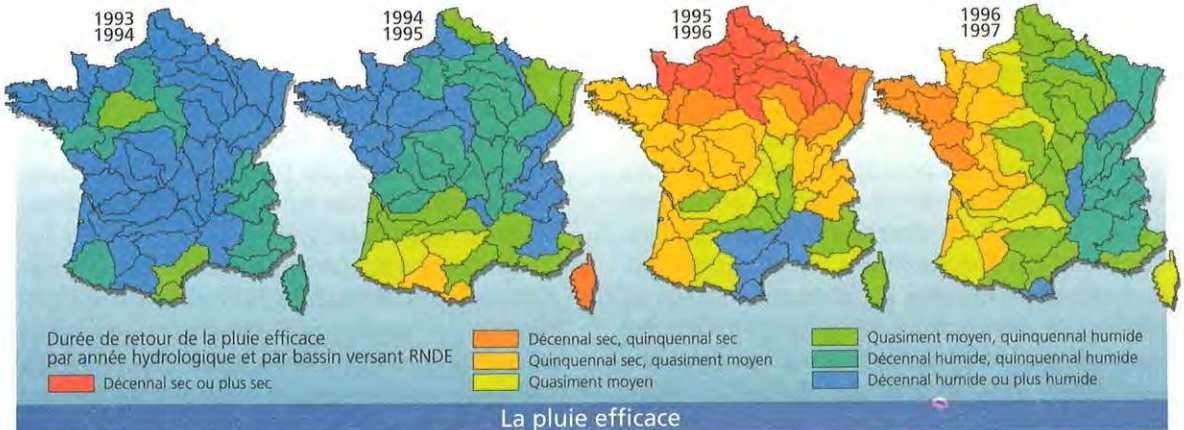 1993
1994
1994
1995
1995
1996
1996
1997
Durée de retour de la pluie efficace
par année hydrologique et par bassin versant RNDE
Décennal sec ou plus sec
Décennal sec, quinquennal sec
Quinquennal sec, quasiment moyen
Quasiment moyen
Quasiment moyen, quinquennal humide
Décennal humide, quinquennal humide
Décennal humide ou plus humide
La pluie efficace